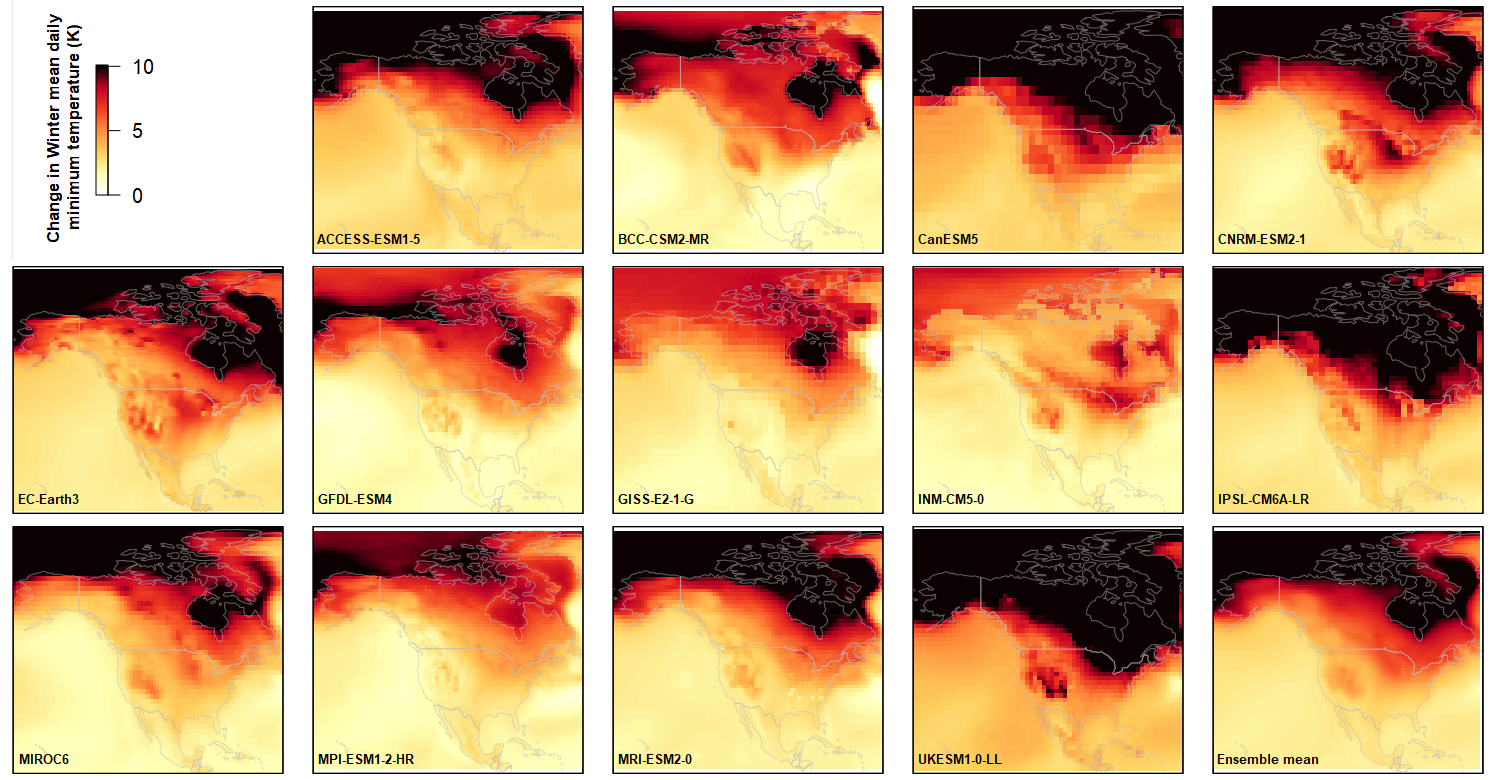 Change in Winter mean daily
minimum temperature (K)
10
5
0
ACCESS-ESM1-5
BCC-CSM2-MR
CanESM5
CNRM-ESM2-1
EC-Earth3
GFDL-ESM4
GISS-E2-1-G
INM-CM5-0
IPSL-CM6A-LR
MIROC6
MPI-ESM1-2-HR
MRI-ESM2-0
UKESM1-0-LL
Ensemble mean